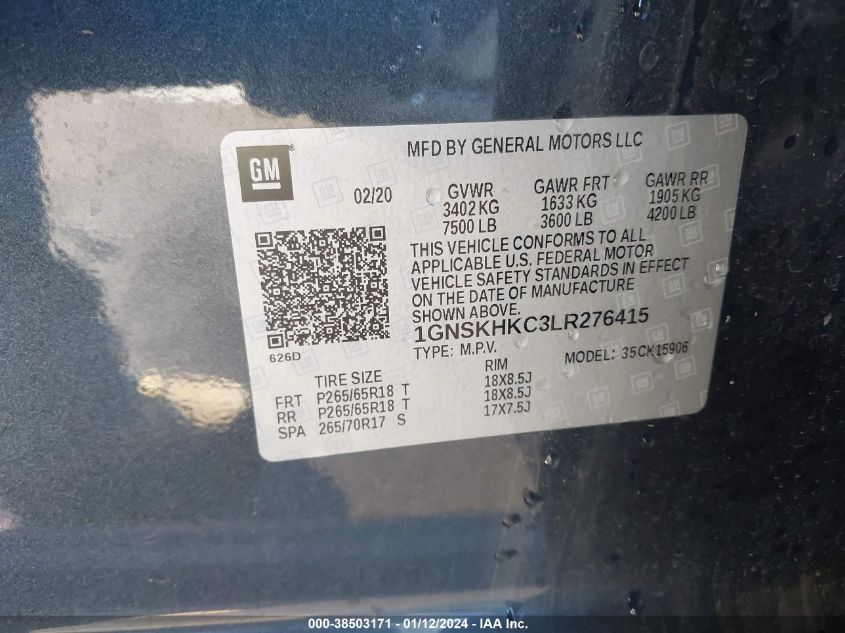 GM
MFD BY GENERAL MOTORS LLC
02/20
GVWR GAWR FRT GAWR RR
3402 KG 1633 KG 1905 KG
7500 LB 3600 LB 4200 LB
THIS VEHICLE CONFORMS TO ALL
APPLICABLE U.S. FEDERAL MOTOR
VEHICLE SAFETY STANDARDS IN EFFECT
ON THE DATE OF MANUFACTURE
SHOWN ABOVE.
1GNSKHKC3LR276415
626D
TYPE: M.P.V. MODEL: 35CK15906
TIRE SIZE RIM
FRT P265/65R18 T 18X8.5J
RR P265/65R18 T 18X8.5J
SPA 265/70R17 S 17X7.5J
000-38503171 - 01/12/2024 - IAA, Inc.